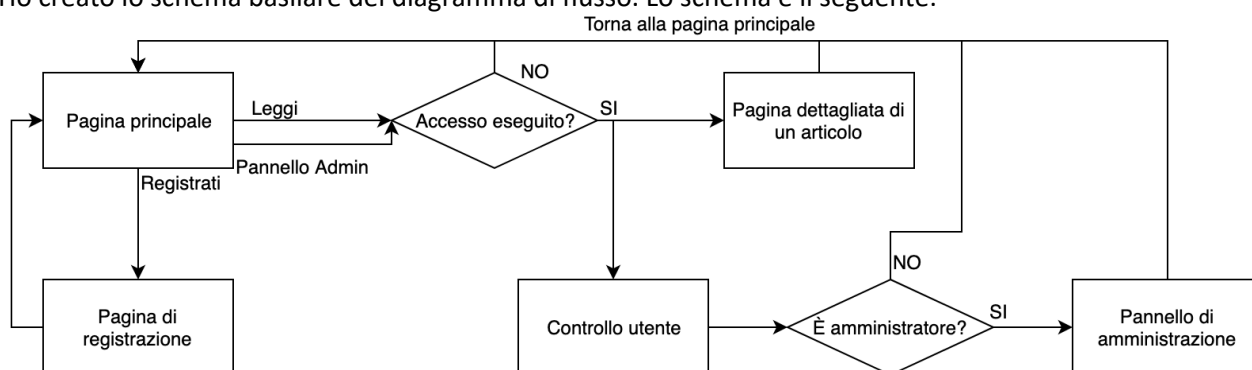 Ho creato lo schema basilare del diagramma di flusso. Lo schema è il seguente:
Torna alla pagina principale
NO
Pagina principale
Leggi
Accesso eseguito?
SI
Pagina dettagliata di
un articolo
Pannello Admin
Registrati
NO
Pagina di
registrazione
Controllo utente
È amministratore?
SI
Pannello di
amministrazione